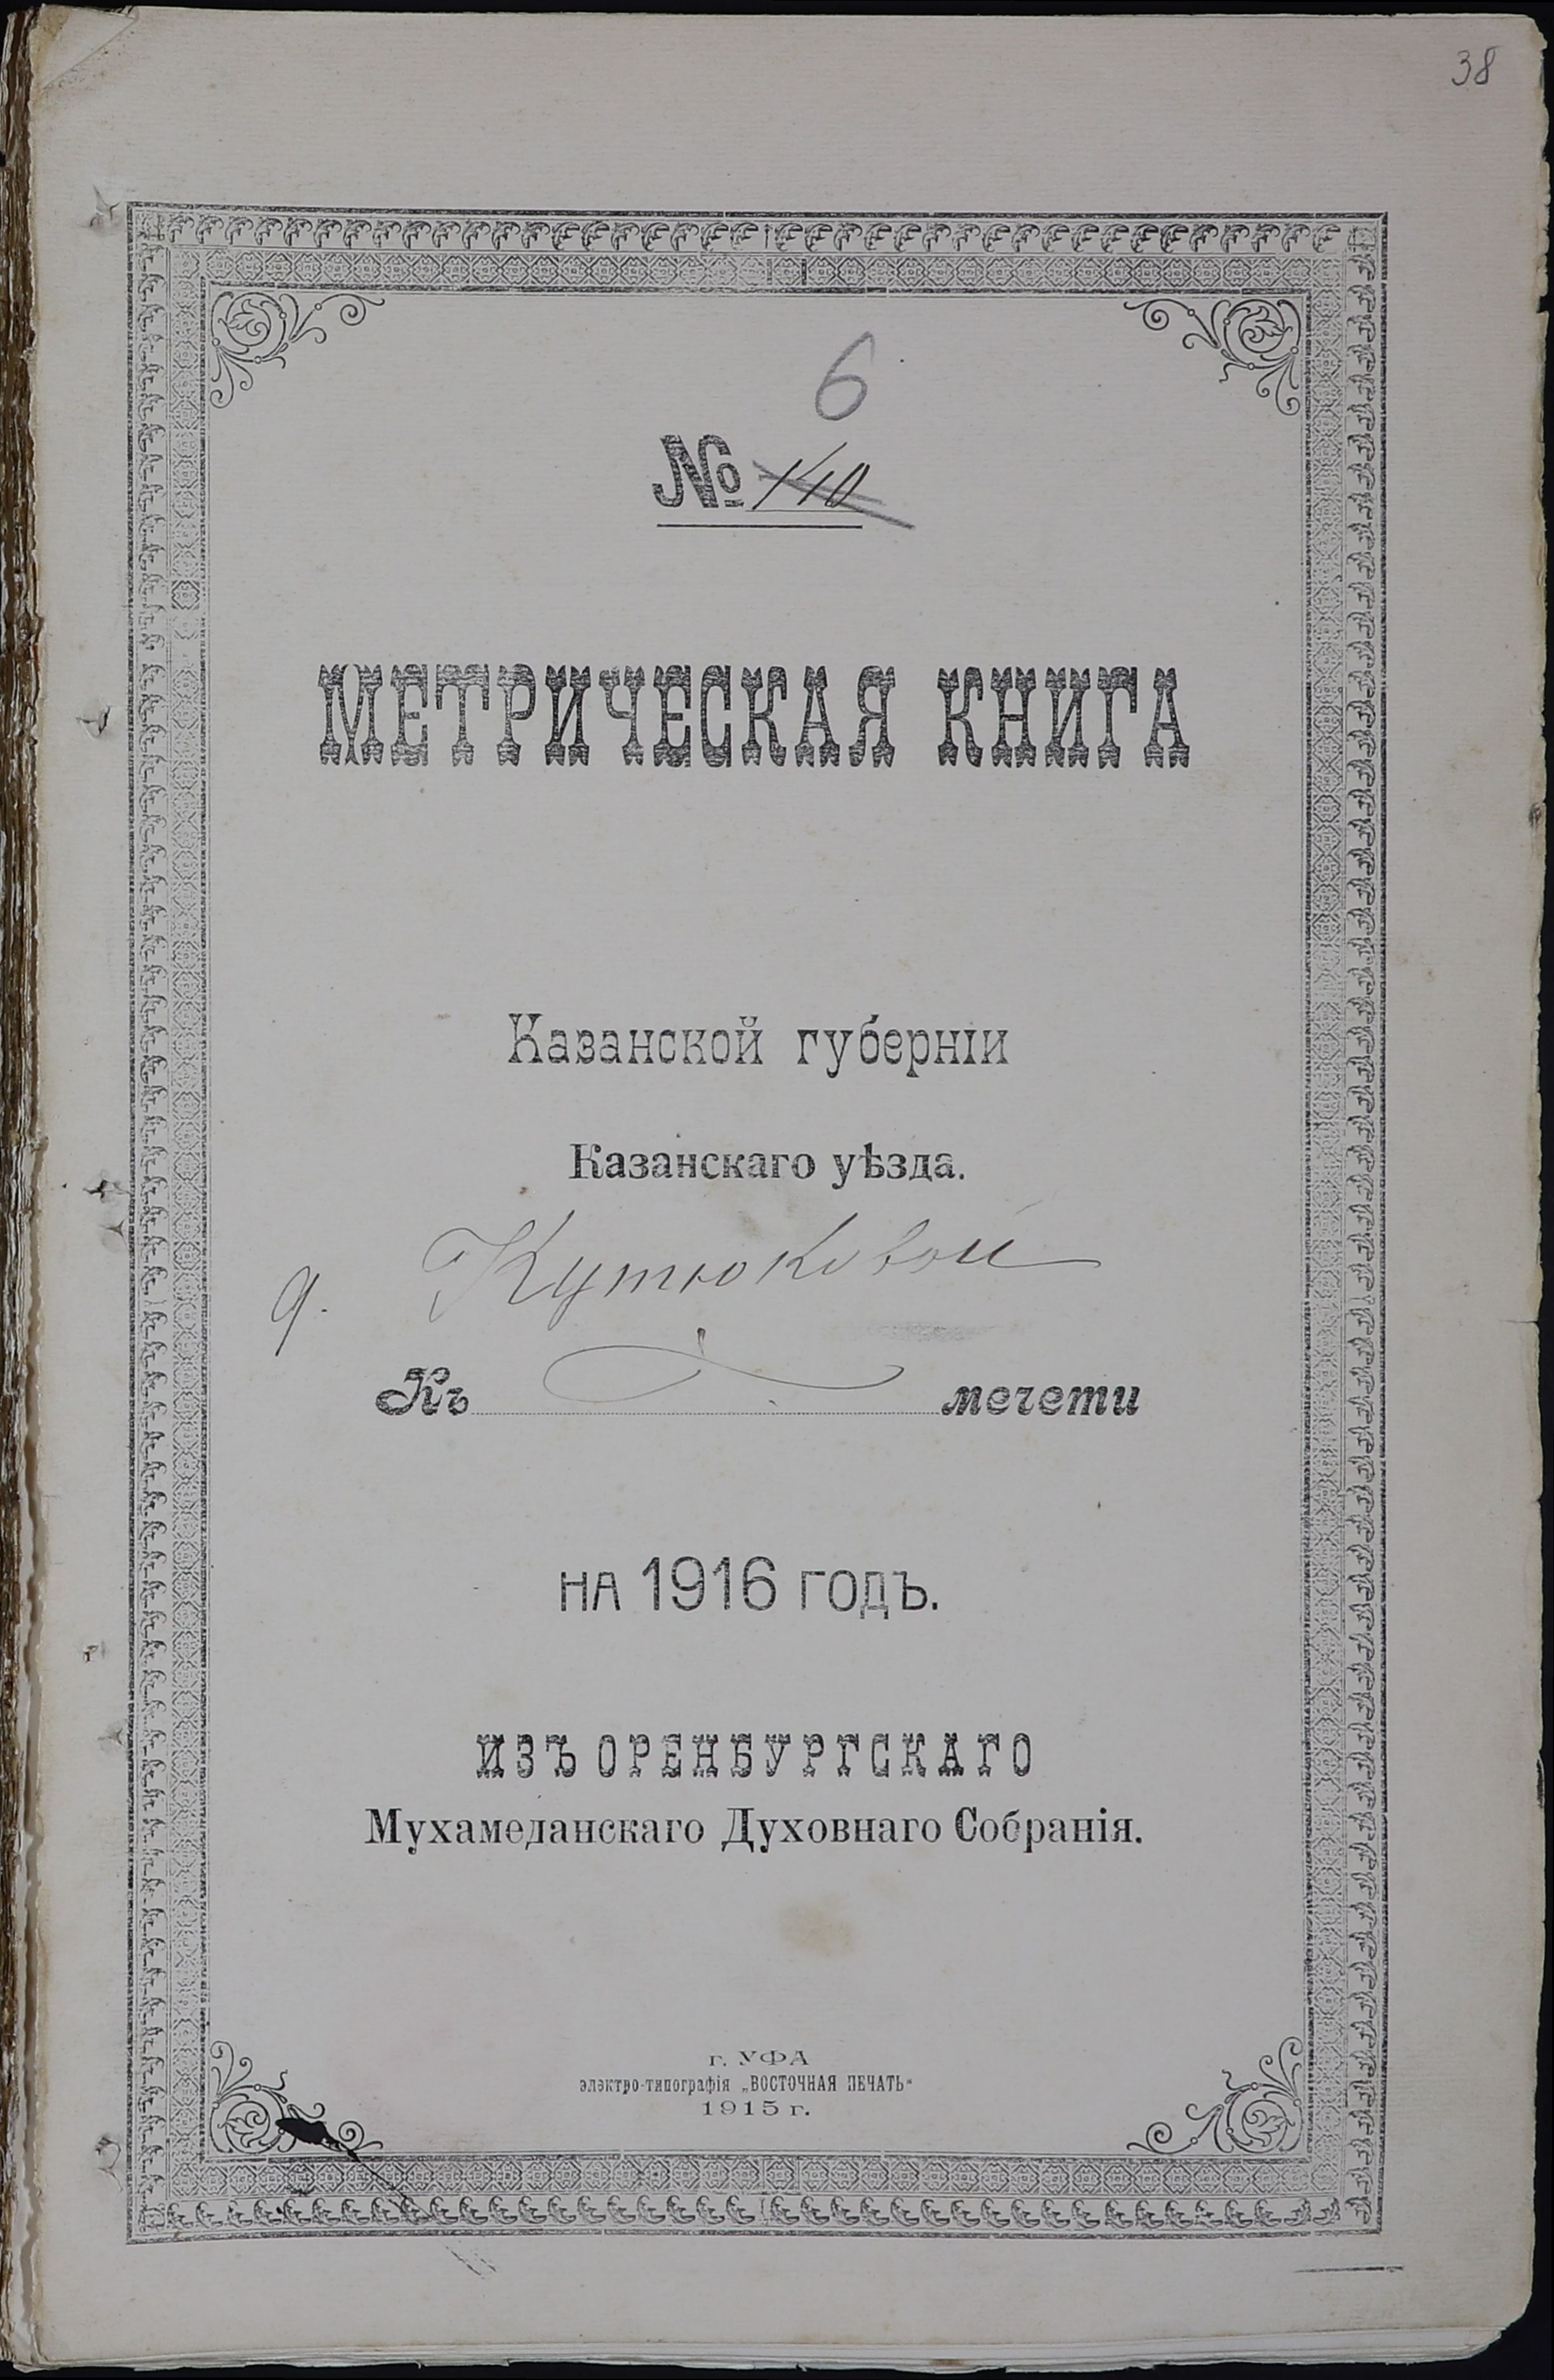 38
6
№ 140
МЕТРИЧЕСКАЯ КНИГА
Казанской губерніи
Казанскаго уѣзда.
д. Кутюковой
Къ мечети
НА 1916 ГОДЪ.
ИЗЪ ОРЕНБУРГСКАГО
Мухамеданскаго Духовнаго Собранія.
г. УФА
электро-типографія „ВОСТОЧНАЯ ПЕЧАТЬ“
1915 г.